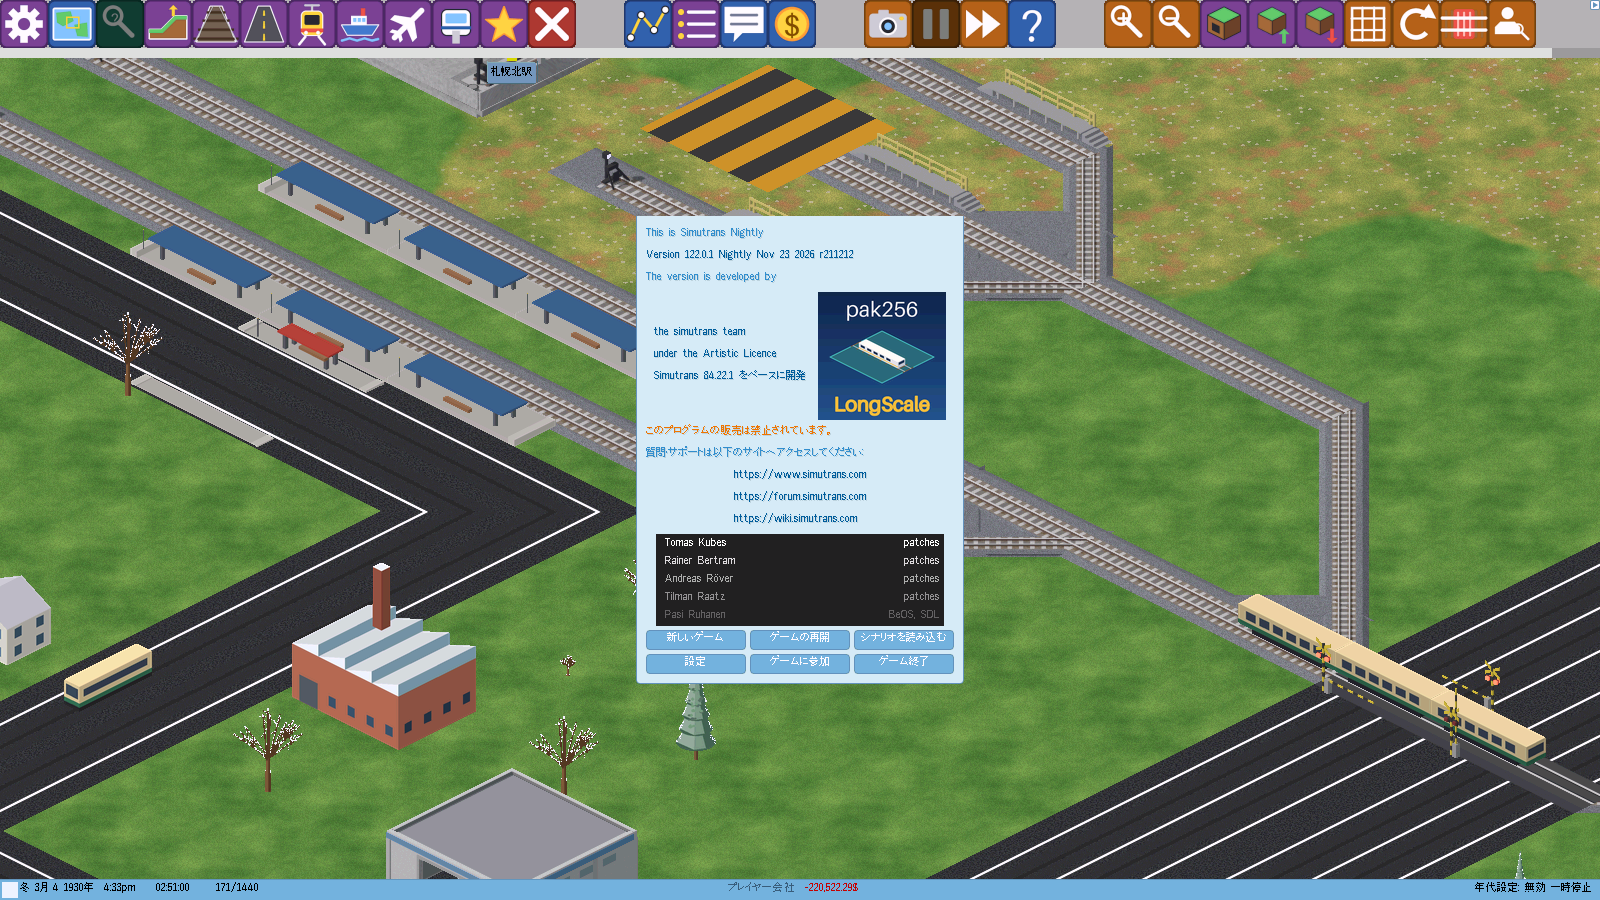 札幌北駅
This is Simutrans Nightly
Version 122.0.1 Nightly Nov 23 2026 r211212
The version is developed by
pak256
LongScale
the simutrans team
under the Artistic Licence
Simutrans 84.22.1 をベースに開発
このプログラムの販売は禁止されています。
質問・サポートは以下のサイトへアクセスしてください:
https://www.simutrans.com
https://forum.simutrans.com
https://wiki.simutrans.com
Tomas Kubes patches
Rainer Bertram patches
Andreas Röver patches
Tilman Raatz patches
Pasi Ruhanen BeOS, SDL
新しいゲーム ゲームの再開 シナリオを読み込む
設定 ゲームに参加 ゲーム終了
冬 3月 4 1930年 4:33pm 02:51:00 171/1440 プレイヤー会社 -220,522.29$ 年代設定: 無効 一時停止